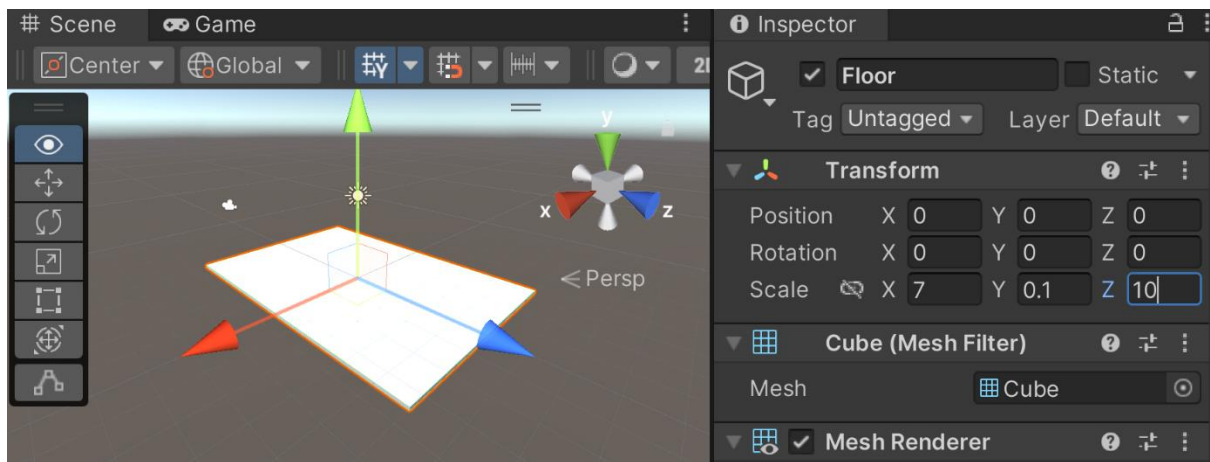 # Scene Game
Center Global 2D
y
x z
Persp
Inspector
Floor Static
Tag Untagged Layer Default
Transform
Position X 0 Y 0 Z 0
Rotation X 0 Y 0 Z 0
Scale X 7 Y 0.1 Z 10
Cube (Mesh Filter)
Mesh Cube
Mesh Renderer